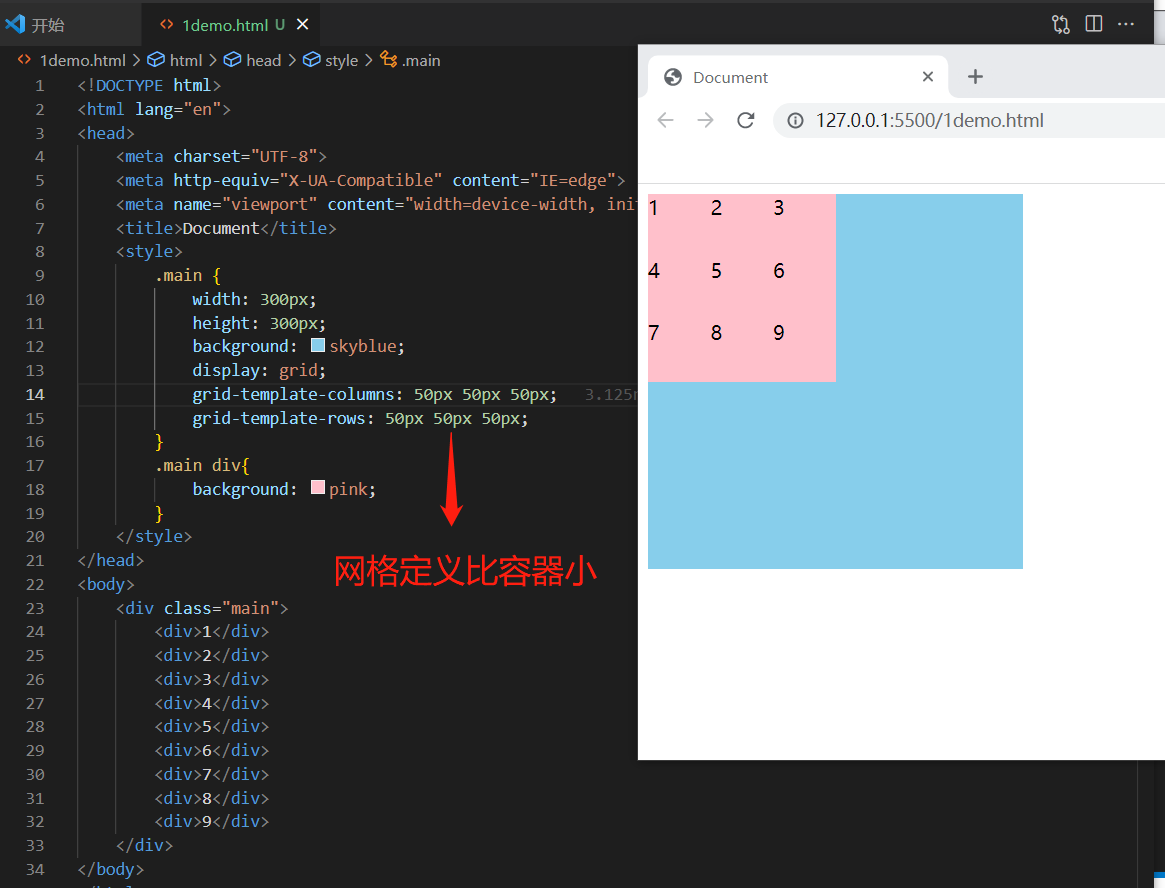 开始
1demo.html U
1demo.html > html > head > style > .main
1 <!DOCTYPE html>
2 <html lang="en">
3 <head>
4 <meta charset="UTF-8">
5 <meta http-equiv="X-UA-Compatible" content="IE=edge">
6 <meta name="viewport" content="width=device-width, ini
7 <title>Document</title>
8 <style>
9 .main {
10 width: 300px;
11 height: 300px;
12 background: skyblue;
13 display: grid;
14 grid-template-columns: 50px 50px 50px; 3.125r
15 grid-template-rows: 50px 50px 50px;
16 }
17 .main div{
18 background: pink;
19 }
20 </style>
21 </head>
22 <body>
23 <div class="main">
24 <div>1</div>
25 <div>2</div>
26 <div>3</div>
27 <div>4</div>
28 <div>5</div>
29 <div>6</div>
30 <div>7</div>
31 <div>8</div>
32 <div>9</div>
33 </div>
34 </body>
网格定义比容器小
Document
127.0.0.1:5500/1demo.html
1 2 3
4 5 6
7 8 9